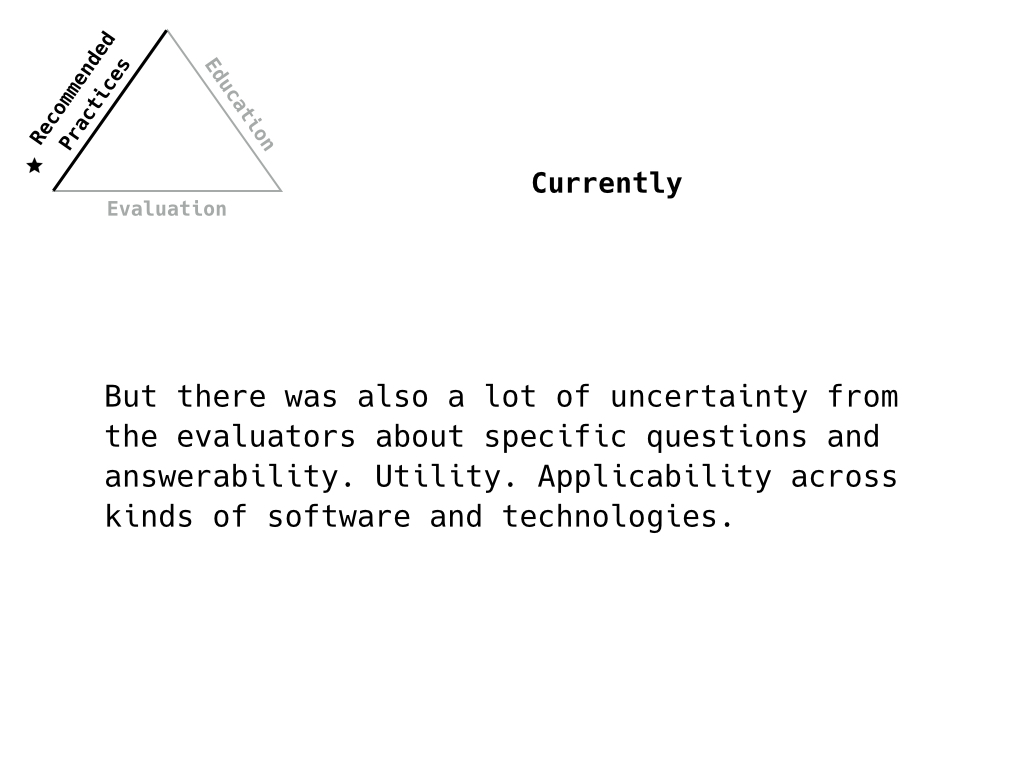 Recommended
Practices
Education
Evaluation
Currently
But there was also a lot of uncertainty from
the evaluators about specific questions and
answerability. Utility. Applicability across
kinds of software and technologies.